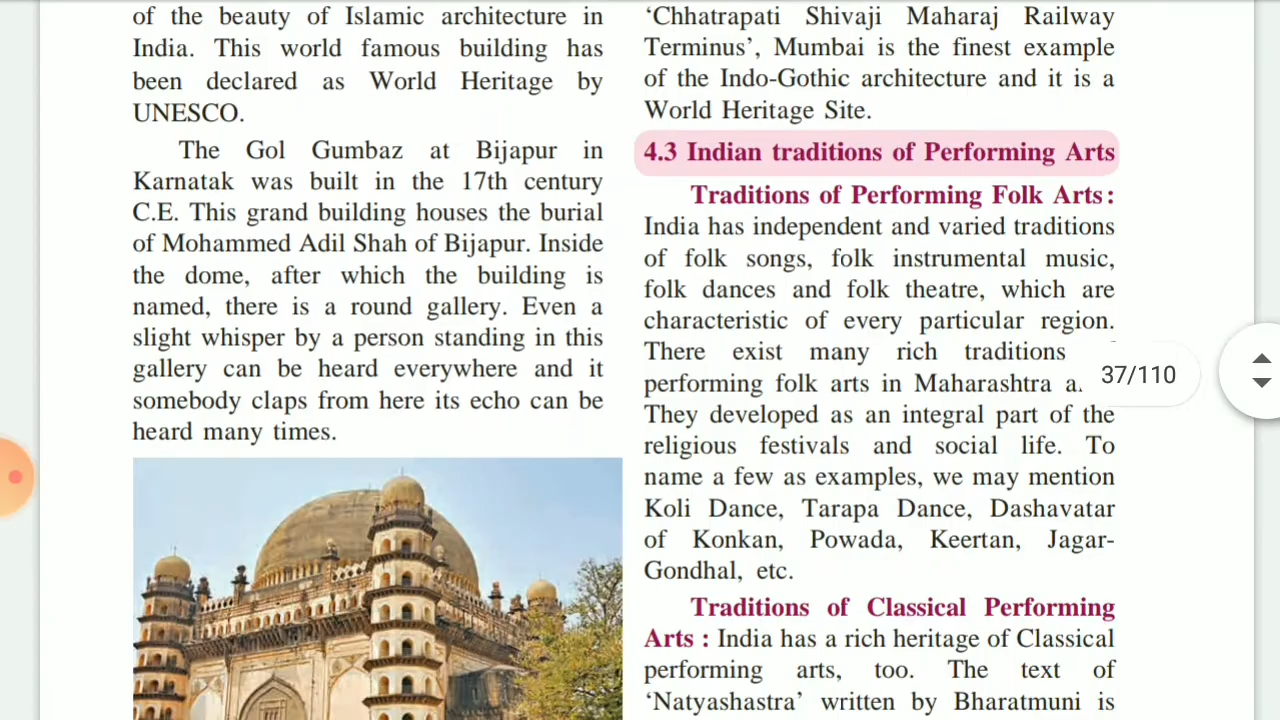 of the beauty of Islamic architecture in
India. This world famous building has
been declared as World Heritage by
UNESCO.
The Gol Gumbaz at Bijapur in
Karnatak was built in the 17th century
C.E. This grand building houses the burial
of Mohammed Adil Shah of Bijapur. Inside
the dome, after which the building is
named, there is a round gallery. Even a
slight whisper by a person standing in this
gallery can be heard everywhere and it
somebody claps from here its echo can be
heard many times.
‘Chhatrapati Shivaji Maharaj Railway
Terminus’, Mumbai is the finest example
of the Indo-Gothic architecture and it is a
World Heritage Site.
4.3 Indian traditions of Performing Arts
Traditions of Performing Folk Arts :
India has independent and varied traditions
of folk songs, folk instrumental music,
folk dances and folk theatre, which are
characteristic of every particular region.
There exist many rich traditions
performing folk arts in Maharashtra
They developed as an integral part of the
religious festivals and social life. To
name a few as examples, we may mention
Koli Dance, Tarapa Dance, Dashavatar
of Konkan, Powada, Keertan, Jagar-
Gondhal, etc.
Traditions of Classical Performing
Arts : India has a rich heritage of Classical
performing arts, too. The text of
‘Natyashastra’ written by Bharatmuni is
37/110